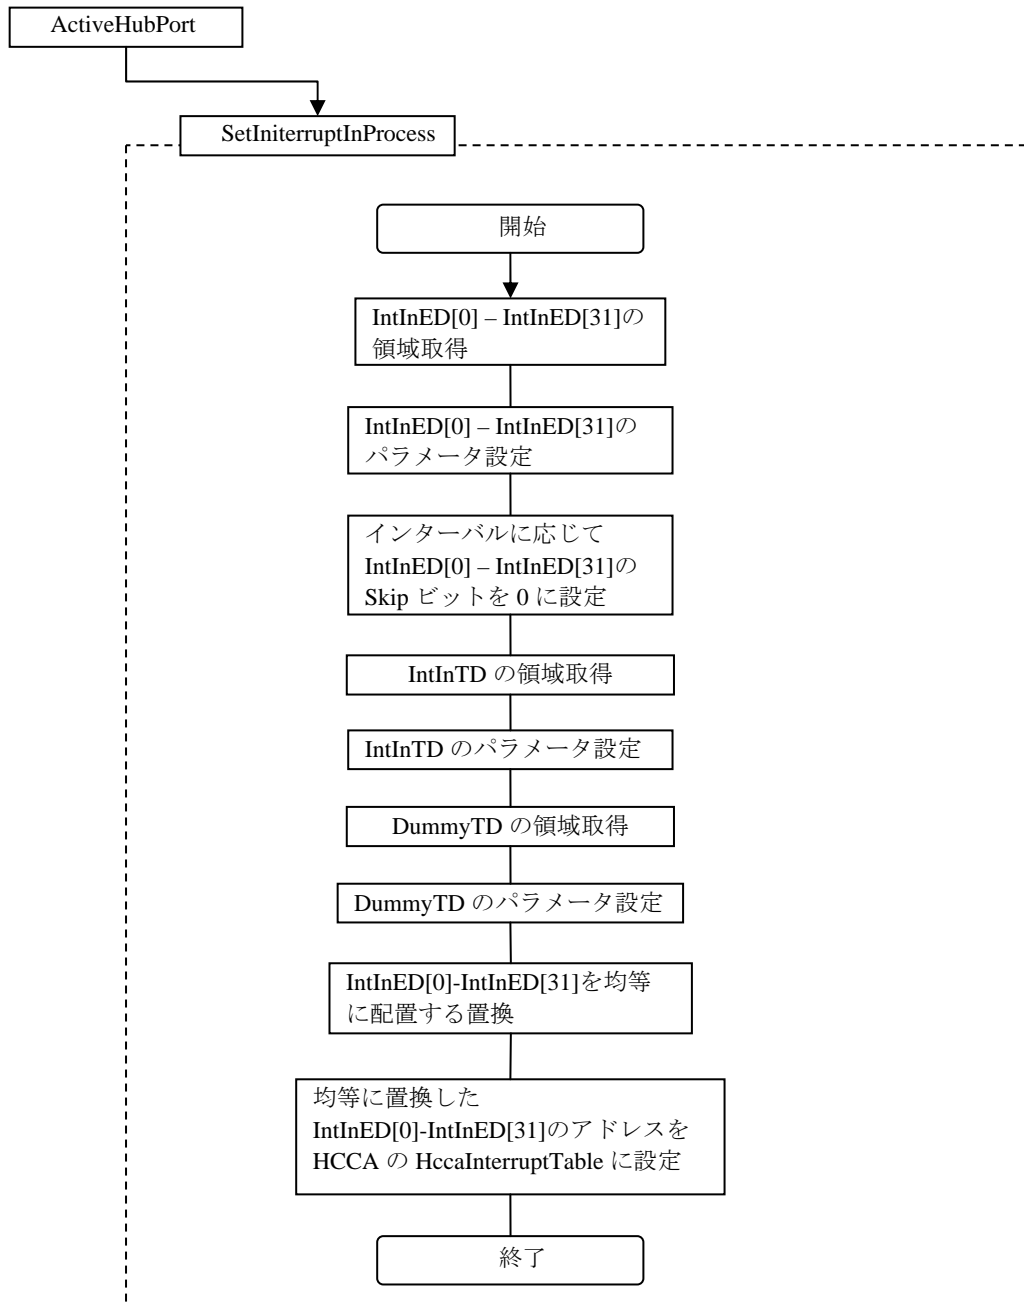 ActiveHubPort
SetIniterruptInProcess
開始
IntInED[0] – IntInED[31]の
領域取得
IntInED[0] – IntInED[31]の
パラメータ設定
インターバルに応じて
IntInED[0] – IntInED[31]の
Skip ビットを 0 に設定
IntInTD の領域取得
IntInTD のパラメータ設定
DummyTD の領域取得
DummyTD のパラメータ設定
IntInED[0]-IntInED[31]を均等
に配置する置換
均等に置換した
IntInED[0]-IntInED[31]のアドレスを
HCCA の HccaInterruptTable に設定
終了